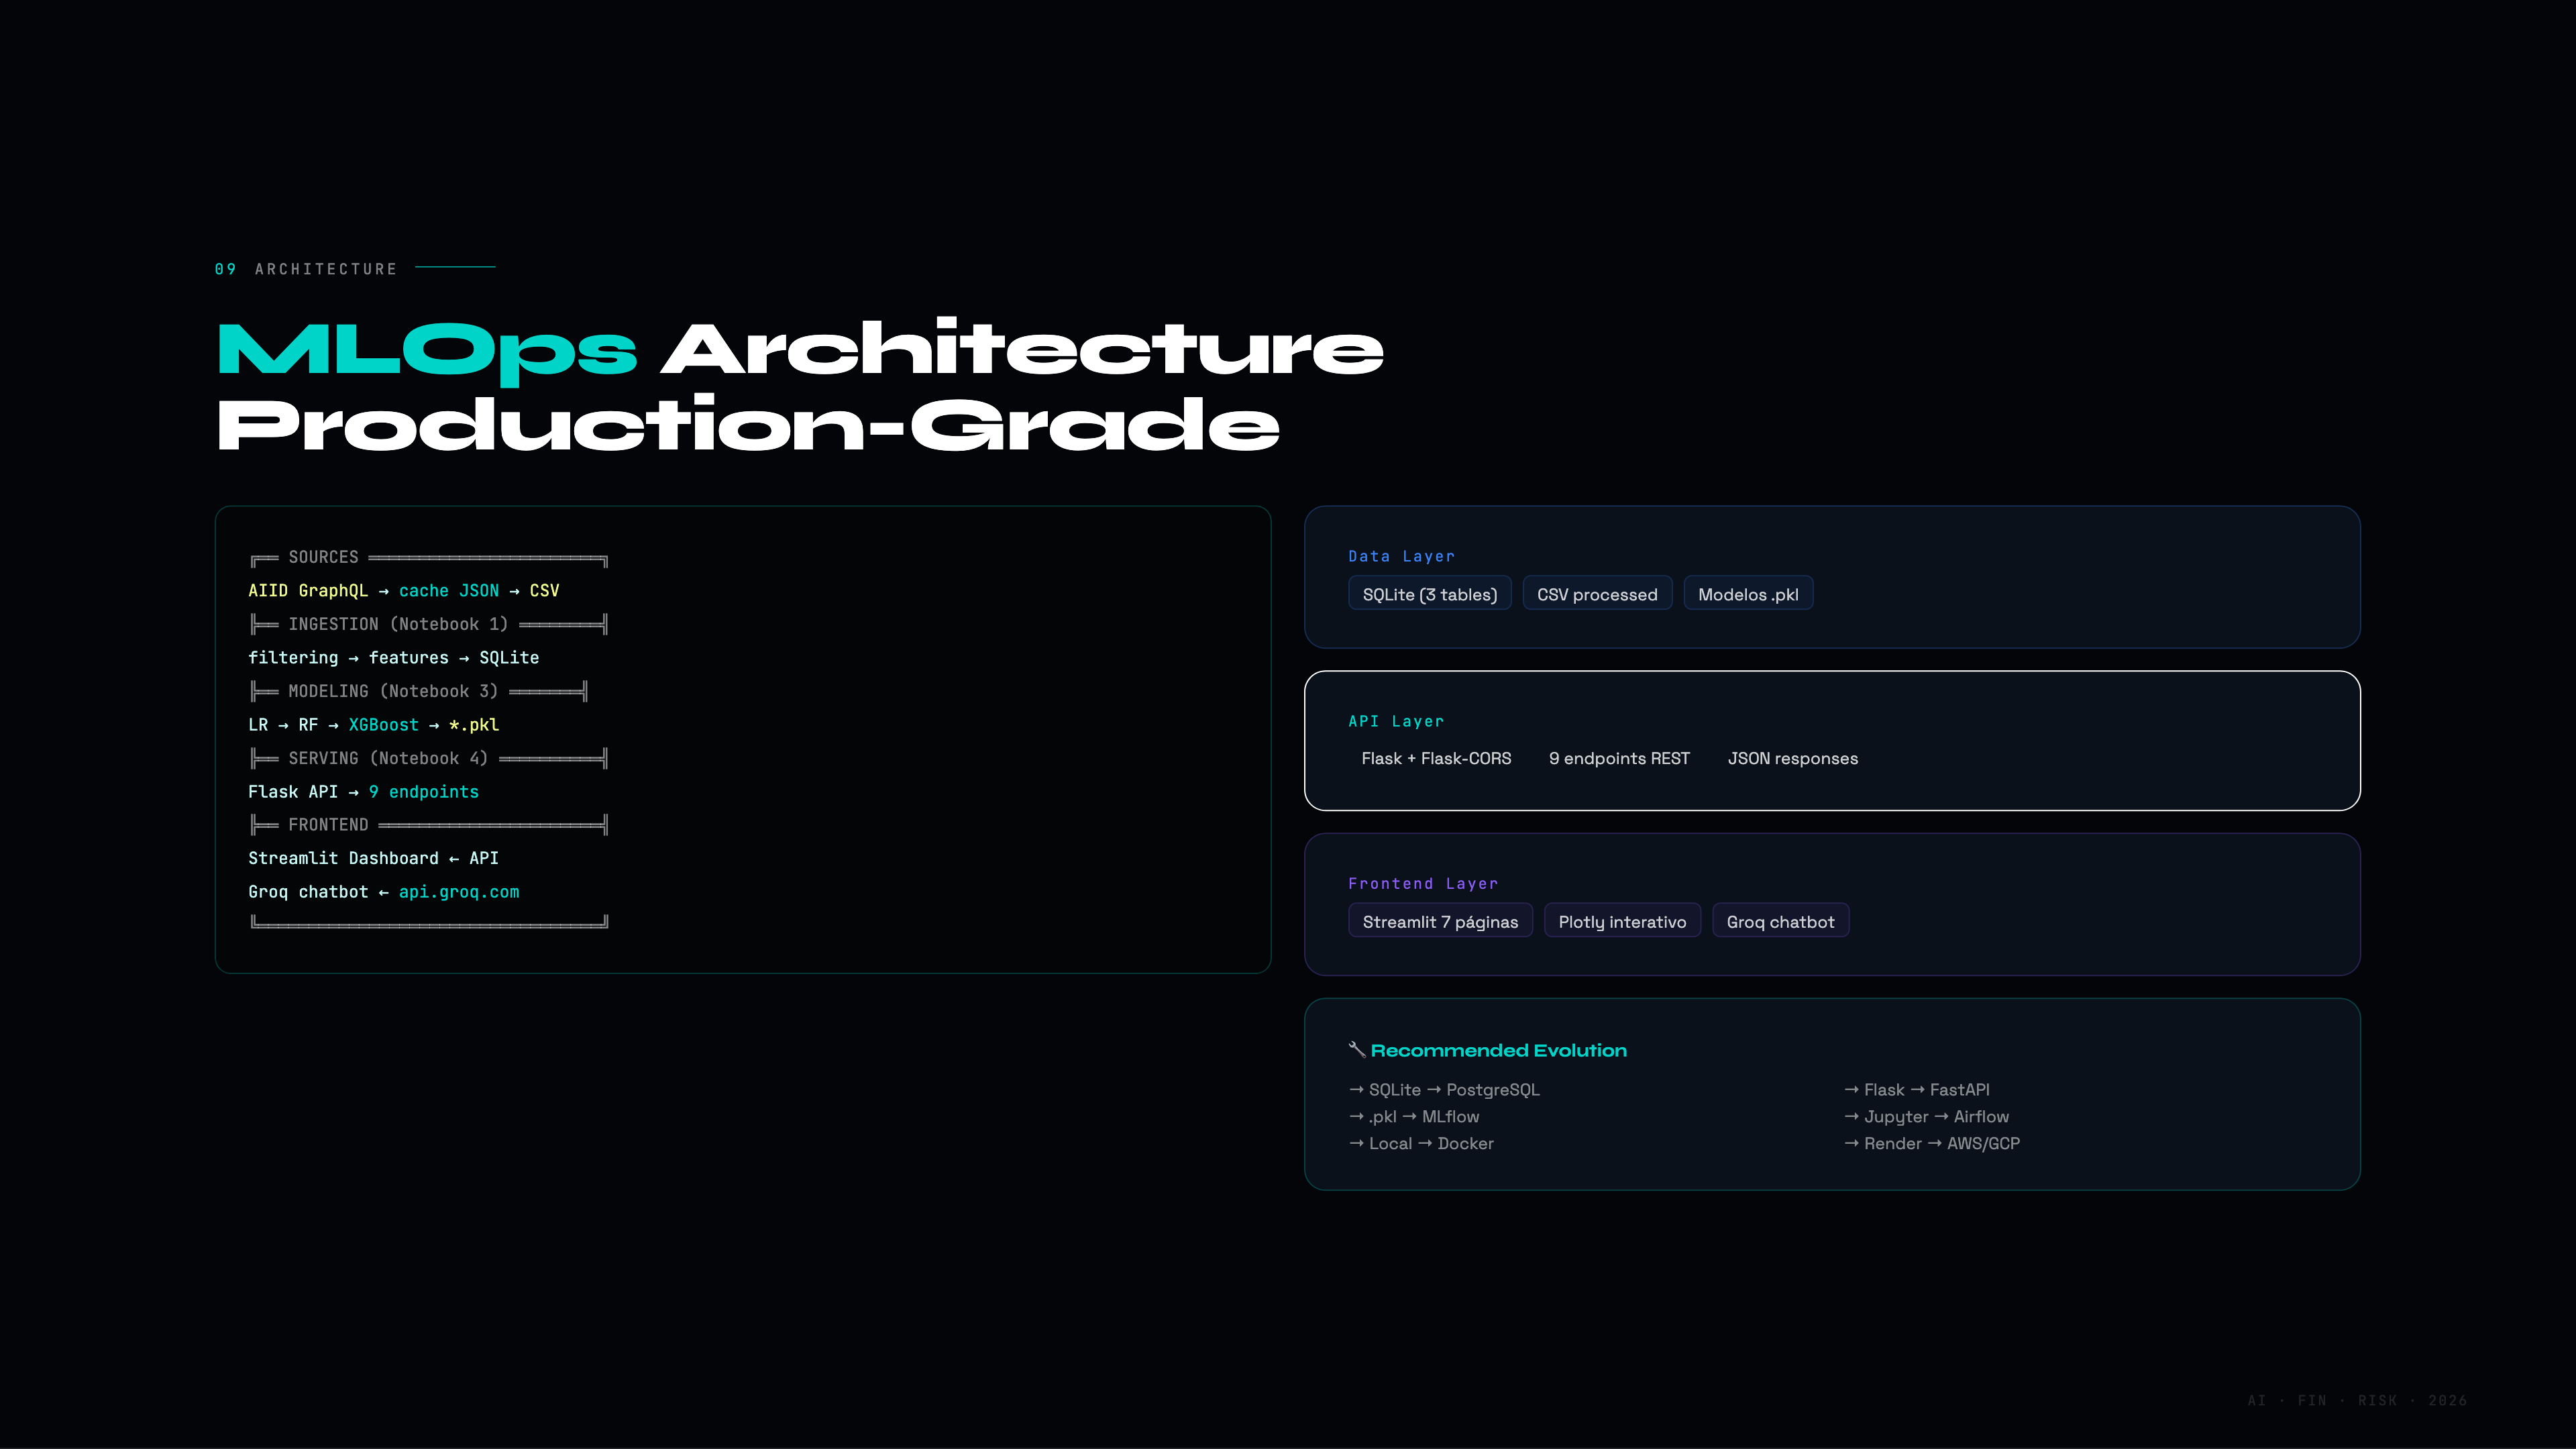 09 ARCHITECTURE
MLOps Architecture
Production-Grade
╔══ SOURCES ════════════════════════╗
AIID GraphQL → cache JSON → CSV
╠══ INGESTION (Notebook 1) ═════════╣
filtering → features → SQLite
╠══ MODELING (Notebook 3) ════════╣
LR → RF → XGBoost → *.pkl
╠══ SERVING (Notebook 4) ═══════════╣
Flask API → 9 endpoints
╠══ FRONTEND ═══════════════════════╣
Streamlit Dashboard ← API
Groq chatbot ← api.groq.com
╚═══════════════════════════════════╝
Data Layer
SQLite (3 tables) CSV processed Modelos .pkl
API Layer
Flask + Flask-CORS 9 endpoints REST JSON responses
Frontend Layer
Streamlit 7 páginas Plotly interativo Groq chatbot
🔧 Recommended Evolution
→ SQLite → PostgreSQL
→ .pkl → MLflow
→ Local → Docker
→ Flask → FastAPI
→ Jupyter → Airflow
→ Render → AWS/GCP
AI · FIN · RISK · 2026